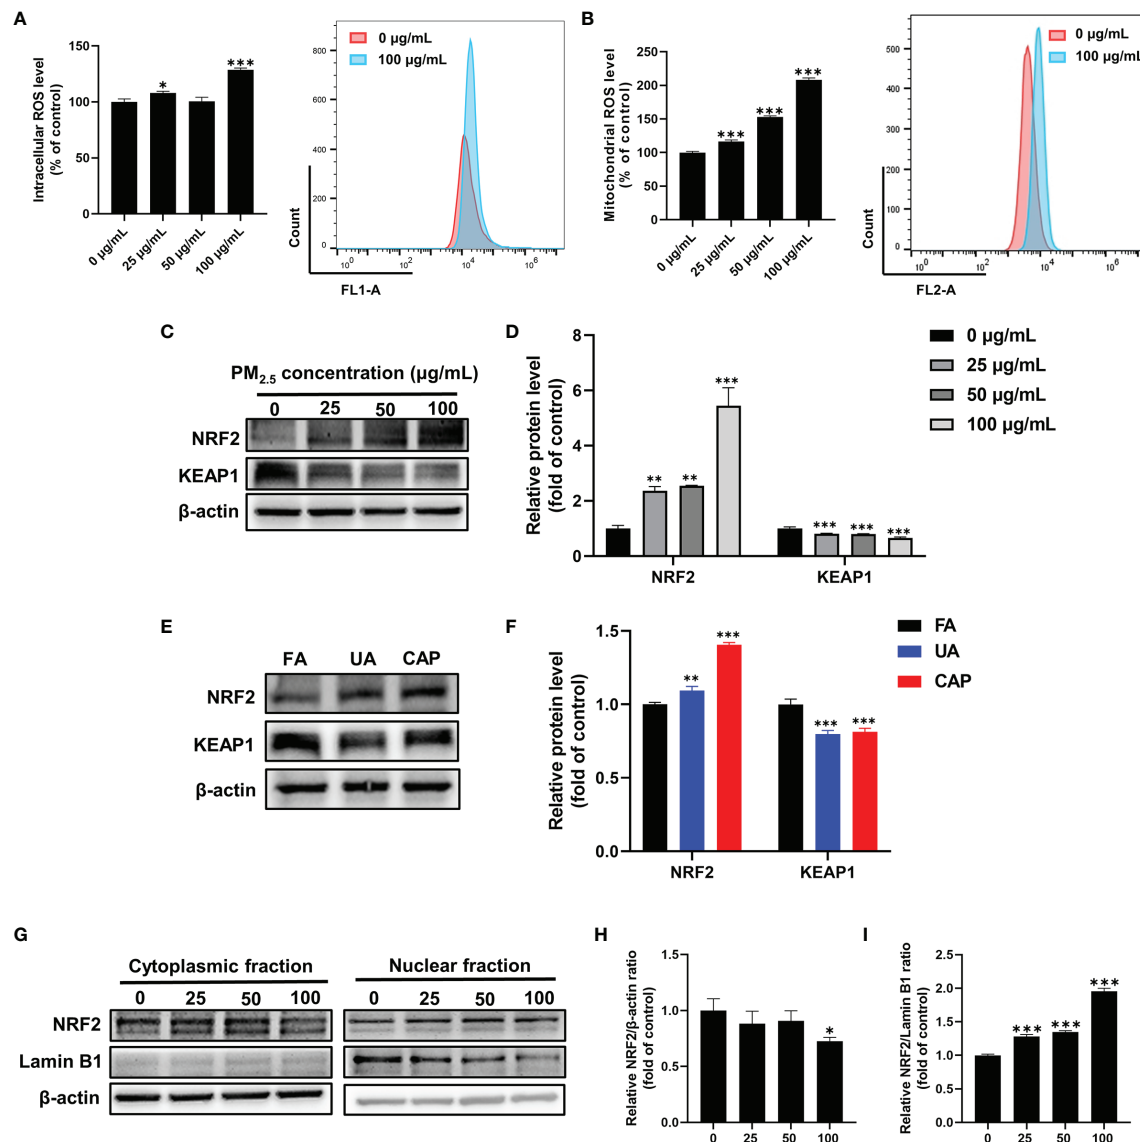 A
Intracellular ROS level
(% of control)
150
100
50
0
*
***
0 μg/mL
25 μg/mL
50 μg/mL
100 μg/mL
0 μg/mL
100 μg/mL
800
600
400
200
0
Count
10^0
10^2
10^4
10^6
FL1-A
B
Mitochondrial ROS level
(% of control)
250
200
150
100
50
0
***
***
***
0 μg/mL
25 μg/mL
50 μg/mL
100 μg/mL
0 μg/mL
100 μg/mL
500
400
300
200
100
0
Count
10^0
10^2
10^4
10^6
FL2-A
C
PM2.5 concentration (μg/mL)
0 25 50 100
NRF2
KEAP1
β-actin
D
Relative protein level
(fold of control)
8
6
4
2
0
**
**
***
***
***
***
NRF2 KEAP1
0 μg/mL
25 μg/mL
50 μg/mL
100 μg/mL
E
FA UA CAP
NRF2
KEAP1
β-actin
F
Relative protein level
(fold of control)
1.5
1.0
0.5
0.0
**
***
***
***
NRF2 KEAP1
FA
UA
CAP
G
Cytoplasmic fraction Nuclear fraction
0 25 50 100 0 25 50 100
NRF2
Lamin B1
β-actin
H
Relative NRF2/β-actin ratio
(fold of control)
1.5
1.0
0.5
0.0
*
0 25 50 100
I
Relative NRF2/Lamin B1 ratio
(fold of control)
2.5
2.0
1.5
1.0
0.5
0.0
***
***
***
0 25 50 100